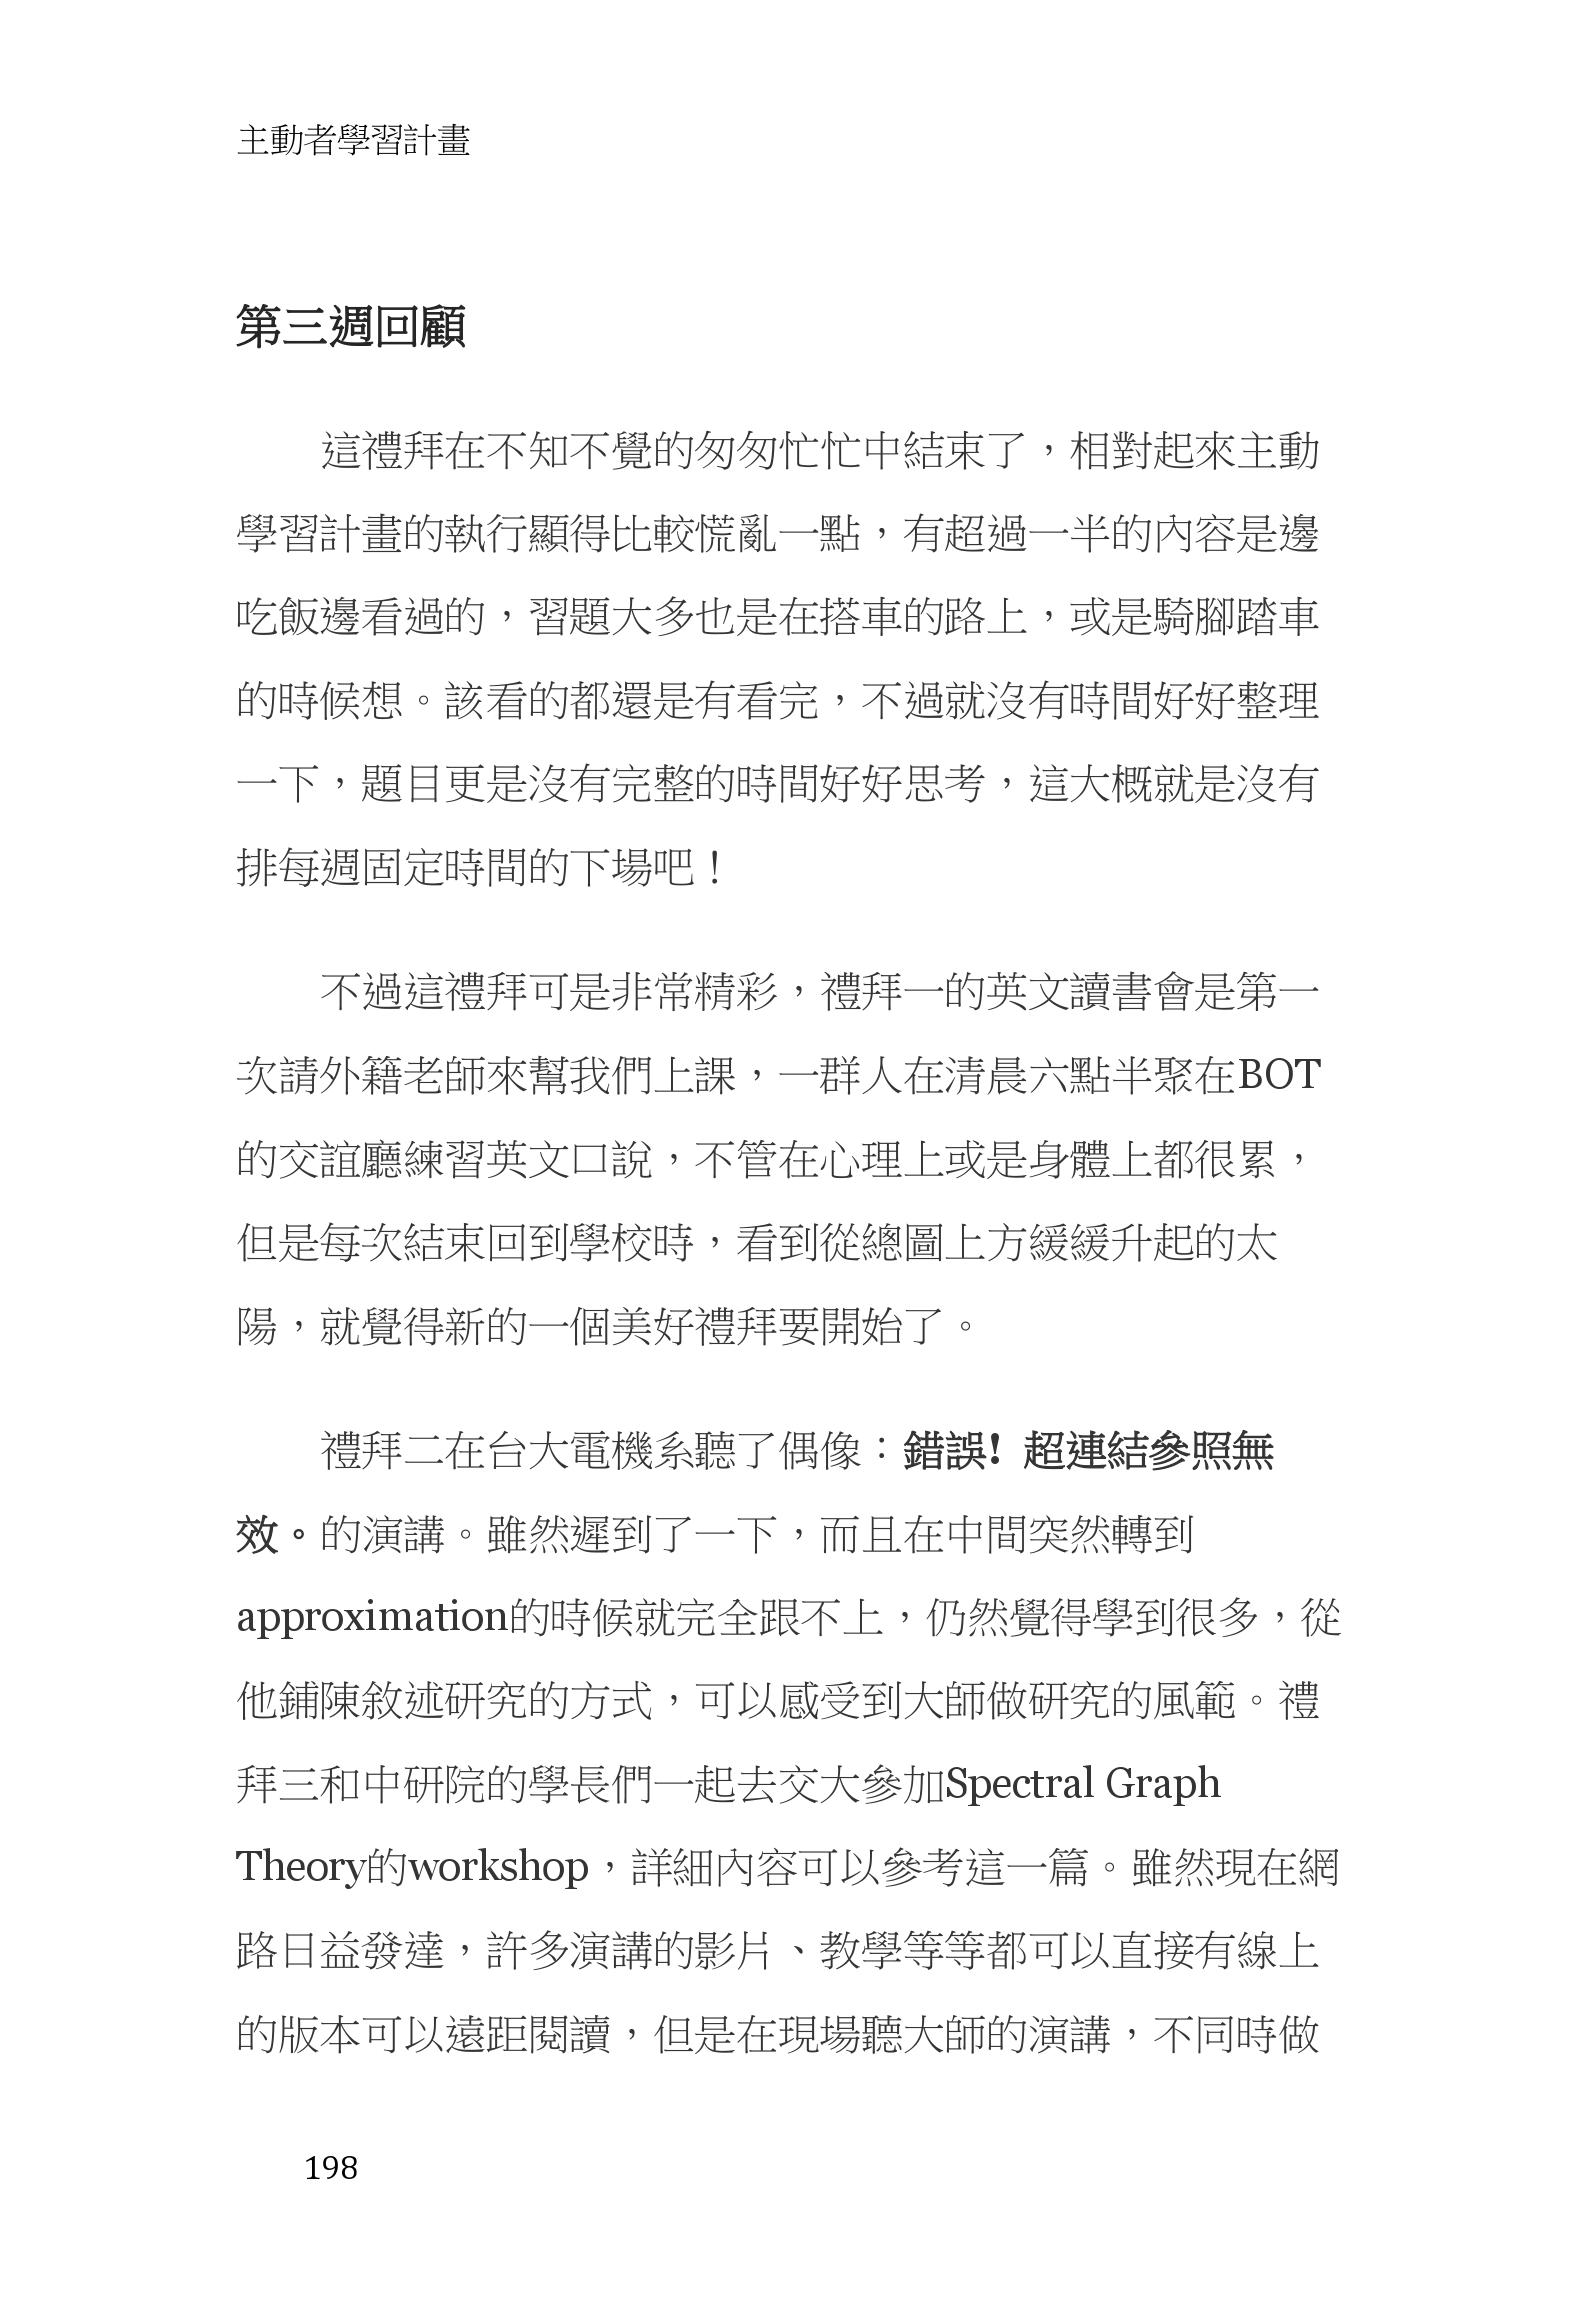 主動者學習計畫
第三週回顧
這禮拜在不知不覺的匆匆忙忙中結束了，相對起來主動
學習計畫的執行顯得比較慌亂一點，有超過一半的內容是邊
吃飯邊看過的，習題大多也是在搭車的路上，或是騎腳踏車
的時候想。該看的都還是有看完，不過就沒有時間好好整理
一下，題目更是沒有完整的時間好好思考，這大概就是沒有
排每週固定時間的下場吧！
不過這禮拜可是非常精彩，禮拜一的英文讀書會是第一
次請外籍老師來幫我們上課，一群人在清晨六點半聚在BOT
的交誼廳練習英文口說，不管在心理上或是身體上都很累，
但是每次結束回到學校時，看到從總圖上方緩緩升起的太
陽，就覺得新的一個美好禮拜要開始了。
禮拜二在台大電機系聽了偶像：錯誤! 超連結參照無
效。的演講。雖然遲到了一下，而且在中間突然轉到
approximation的時候就完全跟不上，仍然覺得學到很多，從
他鋪陳敘述研究的方式，可以感受到大師做研究的風範。禮
拜三和中研院的學長們一起去交大參加Spectral Graph
Theory的workshop，詳細內容可以參考這一篇。雖然現在網
路日益發達，許多演講的影片、教學等等都可以直接有線上
的版本可以遠距閱讀，但是在現場聽大師的演講，不同時做
198